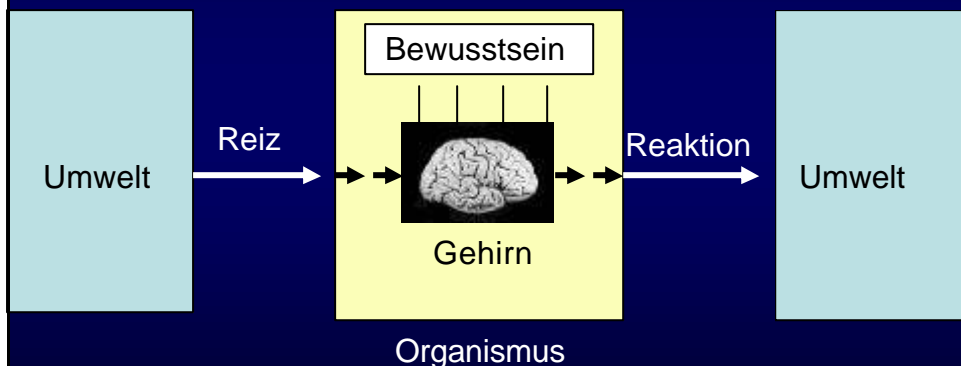 Bewusstsein
Reiz
Reaktion
Umwelt
Umwelt
Gehirn
Organismus